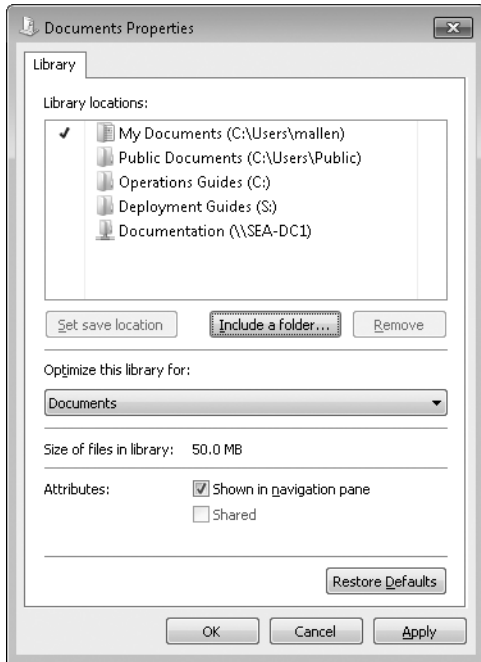 Documents Properties
Library
Library locations:
My Documents (C:\Users\mallen)
Public Documents (C:\Users\Public)
Operations Guides (C:)
Deployment Guides (S:)
Documentation (\\SEA-DC1)
Set save location Include a folder... Remove
Optimize this library for:
Documents
Size of files in library: 50.0 MB
Attributes: Shown in navigation pane
Shared
Restore Defaults
OK Cancel Apply